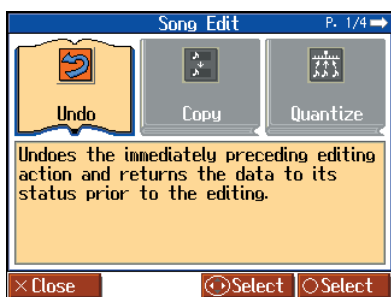 Song Edit P. 1/4
Undo Copy Quantize
Undoes the immediately preceding editing
action and returns the data to its
status prior to the editing.
×Close Select Select